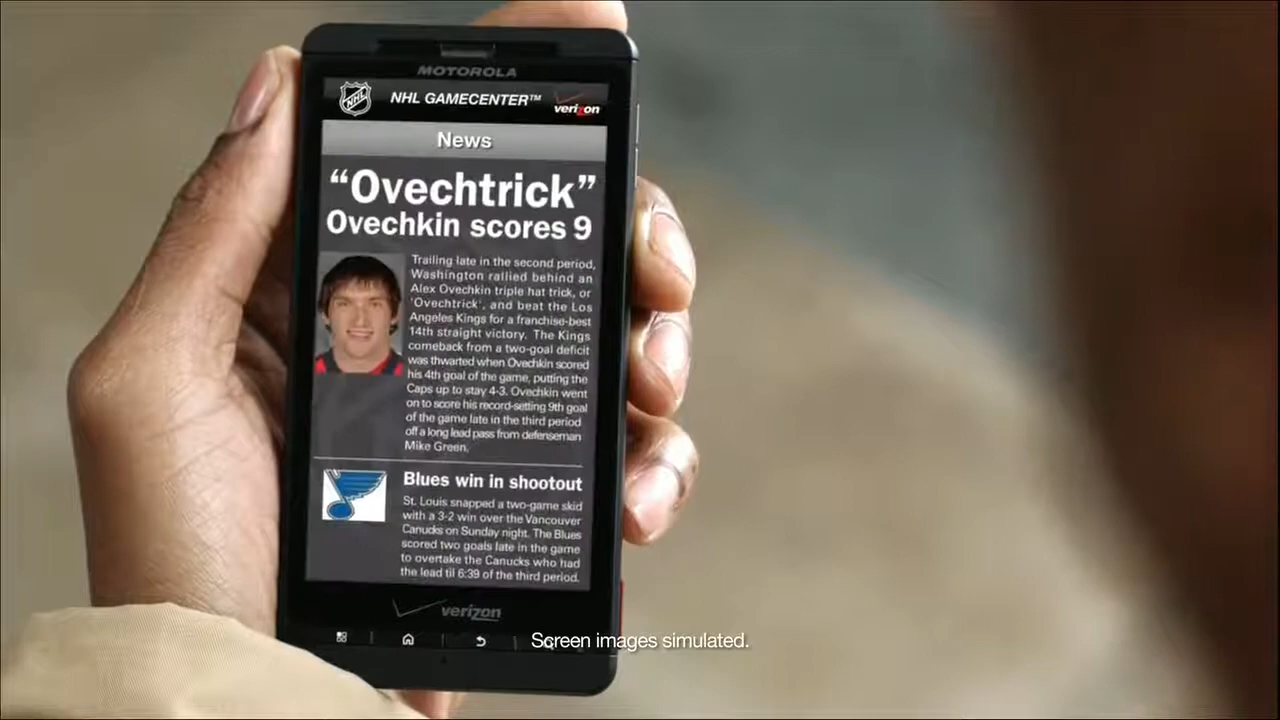 MOTOROLA
NHL
NHL GAMECENTER™
verizon
News
“Ovechtrick”
Ovechkin scores 9
Trailing late in the second period,
Washington rallied behind an
Alex Ovechkin triple hat trick, or
'Ovechtrick', and beat the Los
Angeles Kings for a franchise-best
14th straight victory. The Kings
comeback from a two-goal deficit
was thwarted when Ovechkin scored
his 4th goal of the game, putting the
Caps up to stay 4-3. Ovechkin went
on to score his record-setting 9th goal
of the game late in the third period
off a long lead pass from defenseman
Mike Green.
Blues win in shootout
St. Louis snapped a two-game skid
with a 3-2 win over the Vancouver
Canucks on Sunday night. The Blues
scored two goals late in the game
to overtake the Canucks who had
the lead til 6:39 of the third period.
verizon
Screen images simulated.